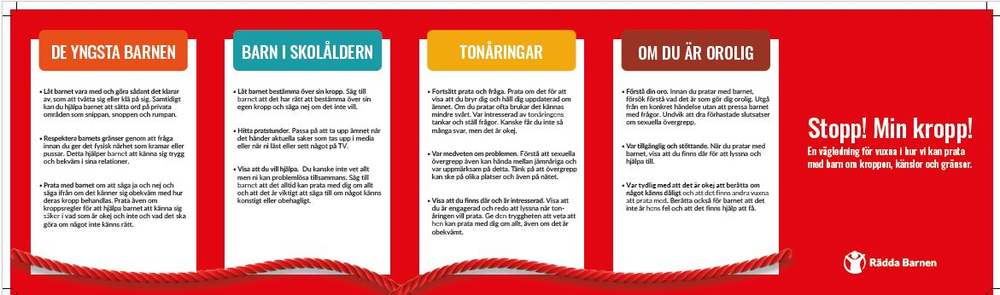 DE YNGSTA BARNEN
• Låt barnet vara med och göra sådant det klarar
av, som att tvätta sig eller klä på sig. Samtidigt
kan du hjälpa barnet att sätta ord på privata
områden som snippan, snoppen och rumpan.
• Respektera barnets gränser genom att fråga
innan du ger det fysisk närhet som kramar eller
pussar. Detta hjälper barnet att känna sig trygg
och bekväm i sina relationer.
• Prata med barnet om att säga ja och nej och
säga ifrån om det känner sig obekväm med hur
deras kropp behandlas. Prata även om
kroppsregler för att hjälpa barnet att känna sig
säker i vad som är okej och inte och vad det ska
göra om något inte känns rätt.
BARN I SKOLÅLDERN
• Låt barnet bestämma över sin kropp. Säg till
barnet att det har rätt att bestämma över sin
egen kropp och säga nej om det inte vill.
• Hitta pratstunder. Passa på att ta upp ämnet när
det händer aktuella saker som tas upp i media
eller när ni läst eller sett något på TV.
• Visa att du vill hjälpa. Du kanske inte vet allt
men ni kan problemlösa tillsammans. Säg till
barnet att det alltid kan prata med dig om allt
och att det är viktigt att säga till om något känns
konstigt eller obehagligt.
TONÅRINGAR
• Fortsätt prata och fråga. Prata om det för att
visa att du bryr dig och håll dig uppdaterad om
ämnet. Om du pratar ofta brukar det kännas
mindre svårt. Var intresserad av tonåringens
tankar och ställ frågor. Kanske får du inte så
många svar, men det är okej.
• Var medveten om problemen. Förstå att sexuella
övergrepp även kan hända mellan jämnåriga och
var uppmärksam på detta. Tänk på att övergrepp
kan ske på olika platser och även på nätet.
• Visa att du finns där och är intresserad. Visa att
du är engagerad och redo att lyssna när ton-
åringen vill prata. Ge den tryggheten att veta att
hen kan prata med dig om allt, även om det är
obekvämt.
OM DU ÄR OROLIG
• Förstå din oro. Innan du pratar med barnet,
försök förstå vad det är som gör dig orolig. Utgå
från en konkret händelse utan att pressa barnet
med frågor. Undvik att dra förhastade slutsatser
om sexuella övergrepp.
• Var tillgänglig och stöttande. När du pratar med
barnet, visa att du finns där för att lyssna och
hjälpa till.
• Var tydlig med att det är okej att berätta om
något känns dåligt och att det finns andra vuxna
att prata med. Berätta också för barnet att det
inte är hens fel och att det finns hjälp att få.
Stopp! Min kropp!
En vägledning för vuxna i hur vi kan prata
med barn om kroppen, känslor och gränser.
Rädda Barnen